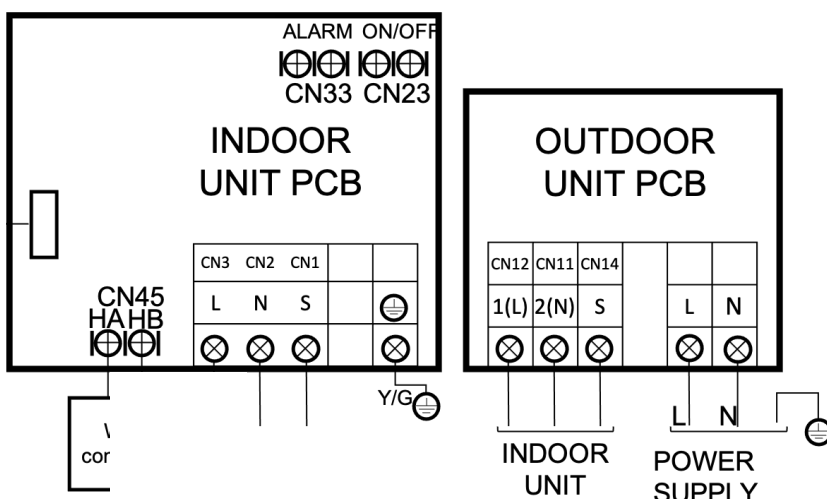 ALARM ON/OFF
CN33 CN23
INDOOR
UNIT PCB
CN3 CN2 CN1
L N S
CN45
HA HB
Y/G
OUTDOOR
UNIT PCB
CN12 CN11 CN14
1(L) 2(N) S L N
L N
INDOOR
UNIT
POWER
SUPPLY